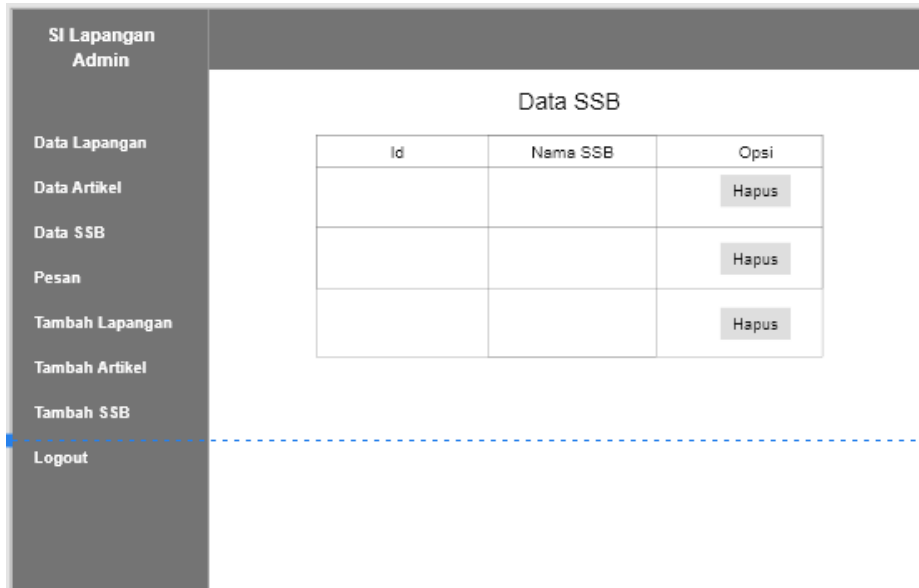 SI Lapangan
Admin
Data Lapangan
Data Artikel
Data SSB
Pesan
Tambah Lapangan
Tambah Artikel
Tambah SSB
Logout
Data SSB
Id Nama SSB Opsi
Hapus
Hapus
Hapus